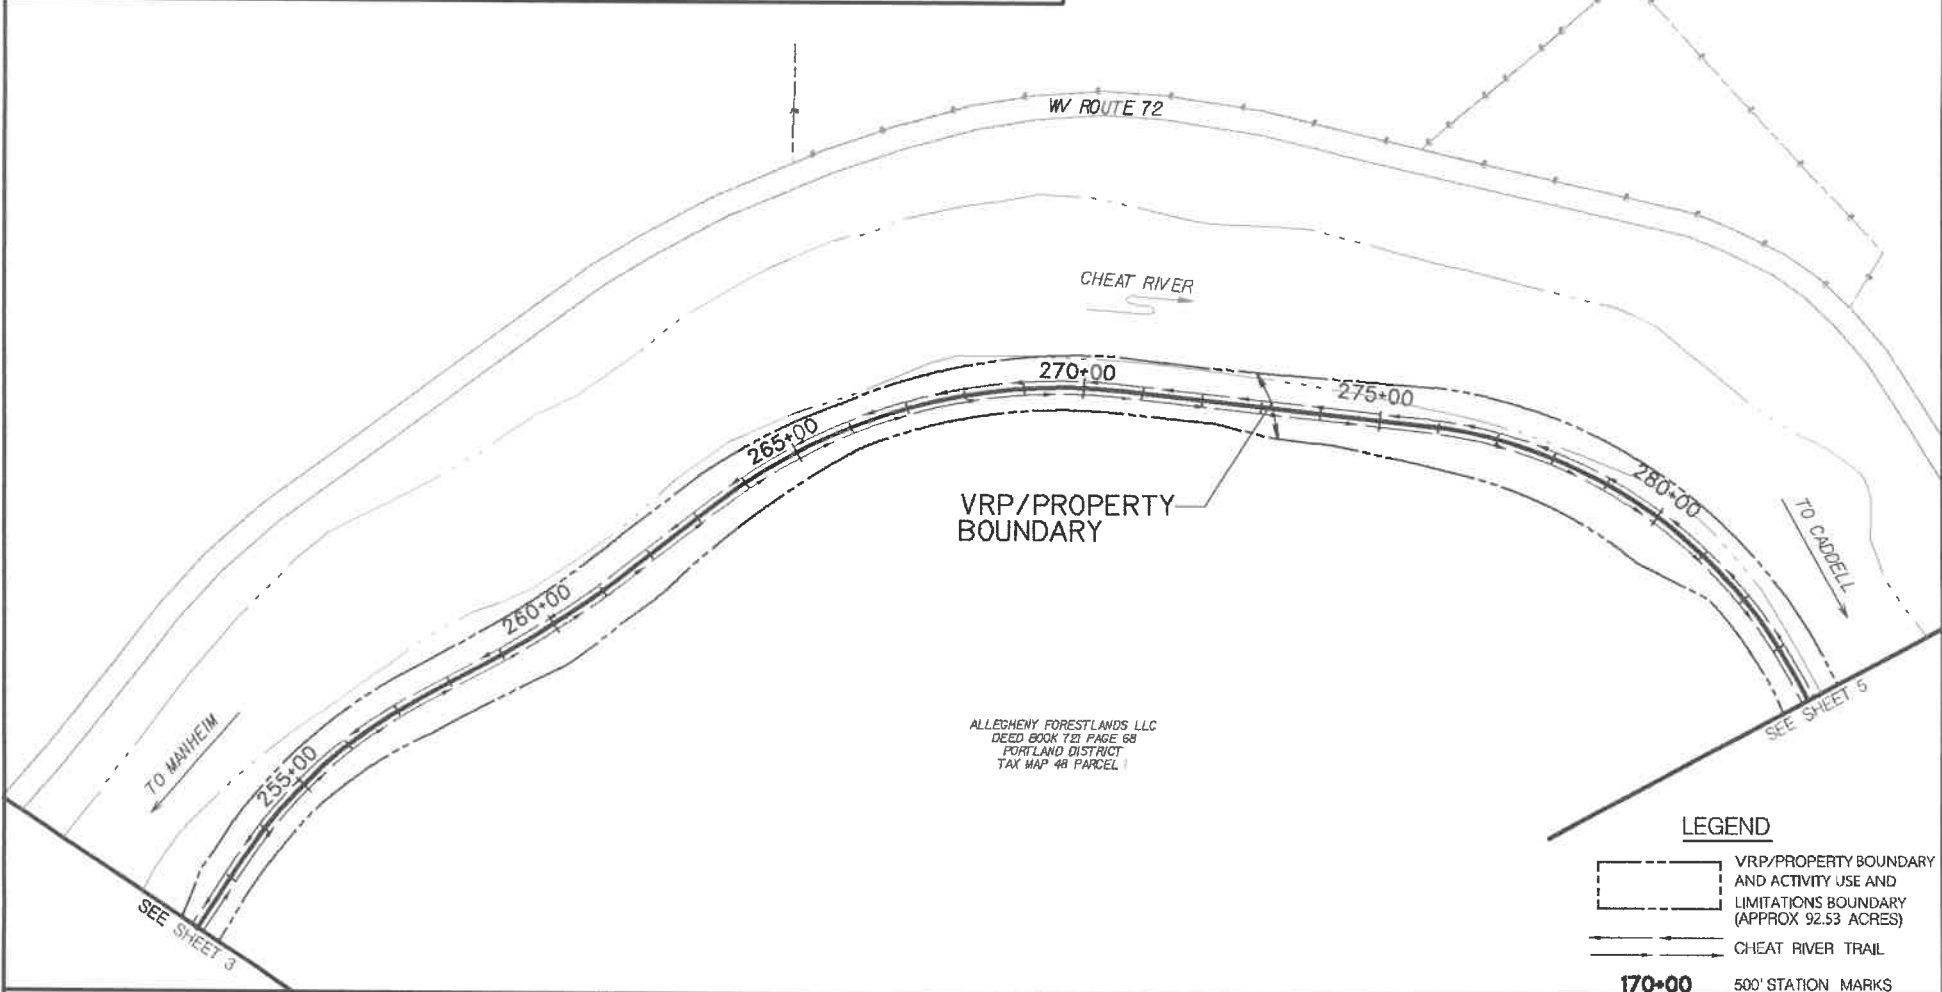 WV ROUTE 72
CHEAT RIVER
270+00
275+00
265+00
280+00
VRP/PROPERTY
BOUNDARY
TO CADDELL
260+00
TO MANHEIM
255+00
ALLEGHENY FORESTLANDS LLC
DEED BOOK 721 PAGE 68
PORTLAND DISTRICT
TAX MAP 48 PARCEL 1
SEE SHEET 5
SEE SHEET 3
LEGEND
VRP/PROPERTY BOUNDARY
AND ACTIVITY USE AND
LIMITATIONS BOUNDARY
(APPROX 92.53 ACRES)
CHEAT RIVER TRAIL
170+00 500' STATION MARKS